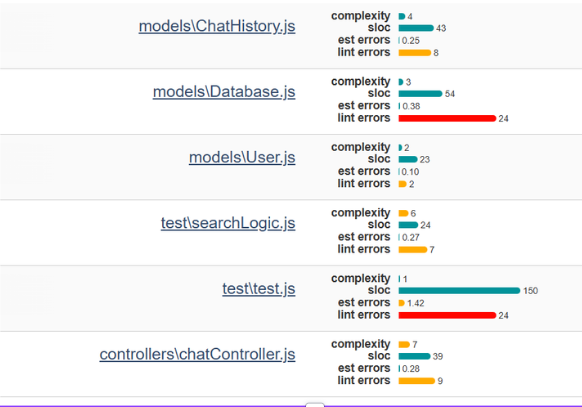 models\ChatHistory.js
complexity 4
sloc 43
est errors 0.25
lint errors 8
models\Database.js
complexity 3
sloc 54
est errors 0.38
lint errors 24
models\User.js
complexity 2
sloc 23
est errors 0.10
lint errors 2
test\searchLogic.js
complexity 6
sloc 24
est errors 0.27
lint errors 7
test\test.js
complexity 1
sloc 150
est errors 1.42
lint errors 24
controllers\chatController.js
complexity 7
sloc 39
est errors 0.28
lint errors 9